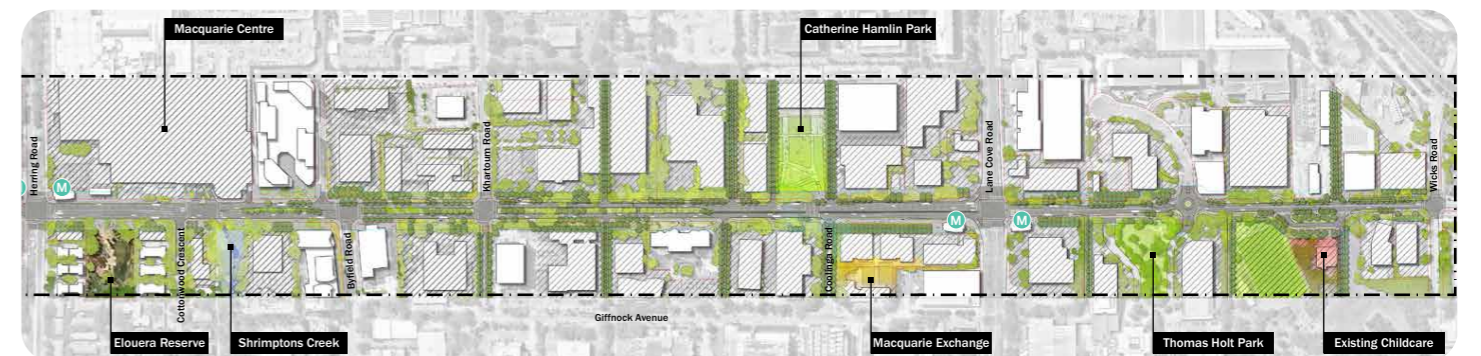 Macquarie Centre
Catherine Hamlin Park
Herring Road
Khartoum Road
Lane Cove Road
Wicks Road
M
M
M
Cottonwood Crescent
Byfield Road
Coolinga Road
Giffnock Avenue
Elouera Reserve
Shrimptons Creek
Macquarie Exchange
Thomas Holt Park
Existing Childcare